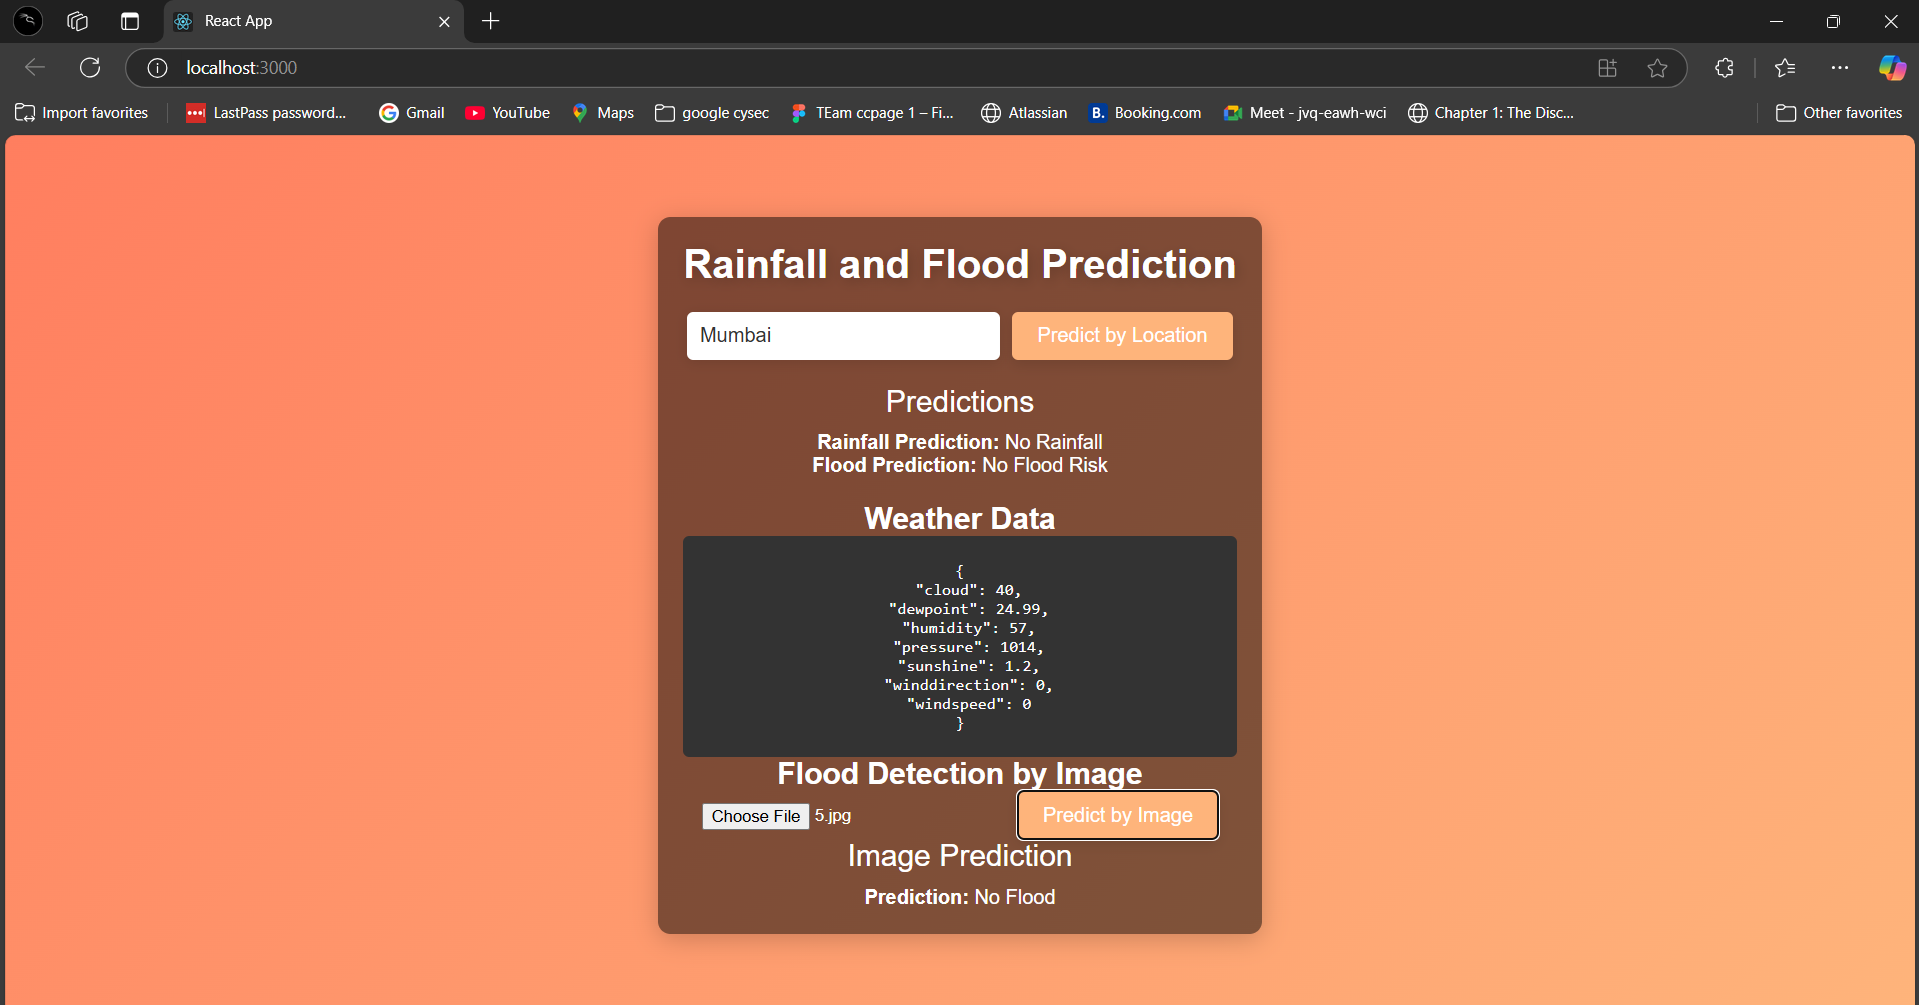 React App
localhost:3000
Import favorites
LastPass password...
Gmail
YouTube
Maps
google cysec
TEam ccpage 1 – Fi...
Atlassian
B. Booking.com
Meet - jvq-eawh-wci
Chapter 1: The Disc...
Other favorites
Rainfall and Flood Prediction
Mumbai
Predict by Location
Predictions
Rainfall Prediction: No Rainfall
Flood Prediction: No Flood Risk
Weather Data
{
"cloud": 40,
"dewpoint": 24.99,
"humidity": 57,
"pressure": 1014,
"sunshine": 1.2,
"winddirection": 0,
"windspeed": 0
}
Flood Detection by Image
Choose File 5.jpg
Predict by Image
Image Prediction
Prediction: No Flood